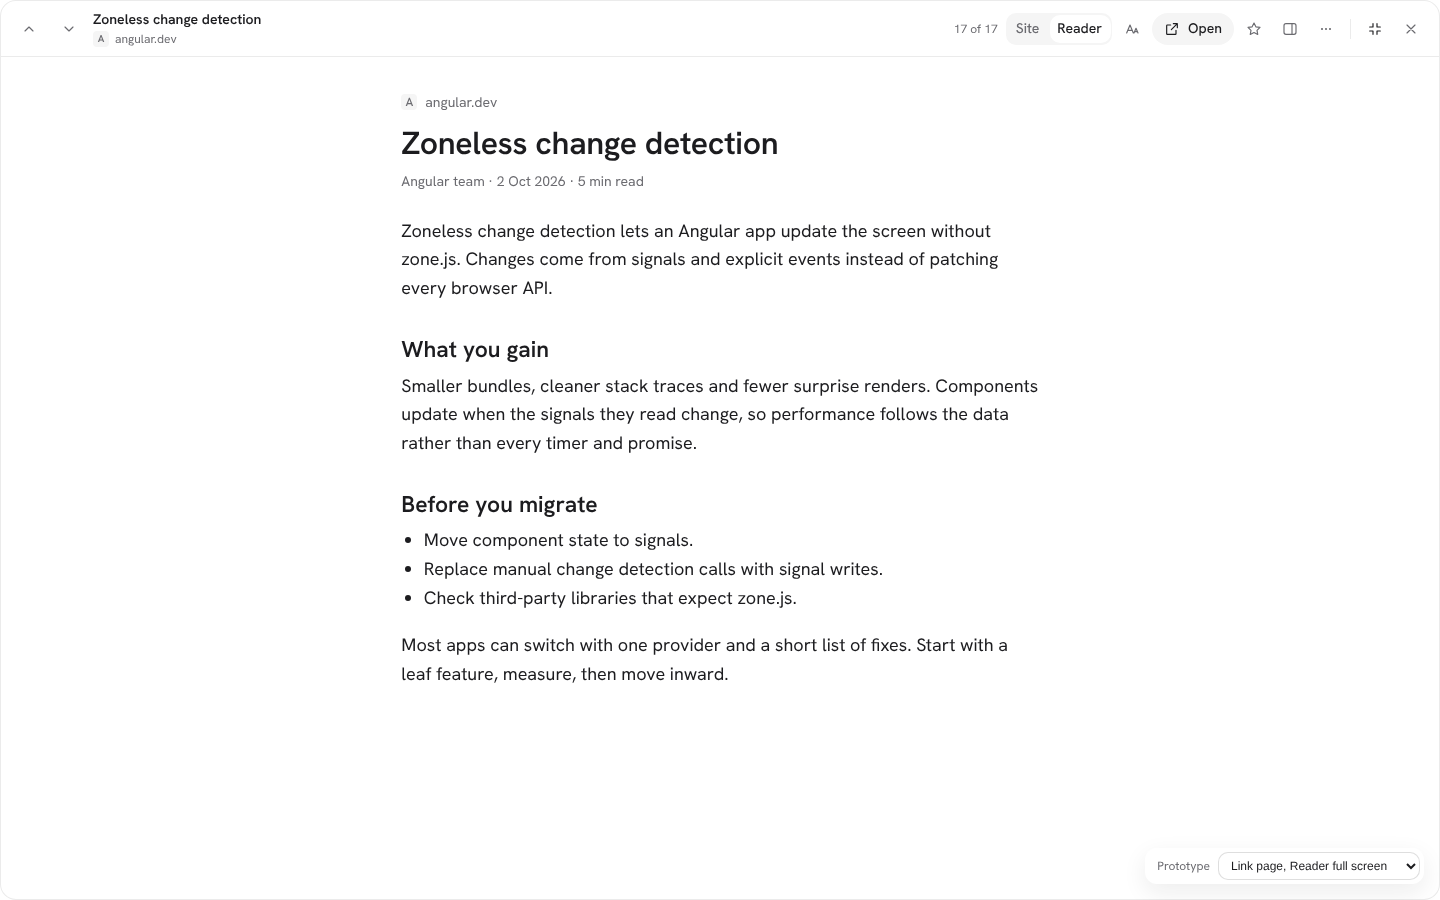 Zoneless change detection
A angular.dev
17 of 17
Site
Reader
AA
Open
A angular.dev
Zoneless change detection
Angular team · 2 Oct 2026 · 5 min read
Zoneless change detection lets an Angular app update the screen without
zone.js. Changes come from signals and explicit events instead of patching
every browser API.
What you gain
Smaller bundles, cleaner stack traces and fewer surprise renders. Components
update when the signals they read change, so performance follows the data
rather than every timer and promise.
Before you migrate
• Move component state to signals.
• Replace manual change detection calls with signal writes.
• Check third-party libraries that expect zone.js.
Most apps can switch with one provider and a short list of fixes. Start with a
leaf feature, measure, then move inward.
Prototype
Link page, Reader full screen